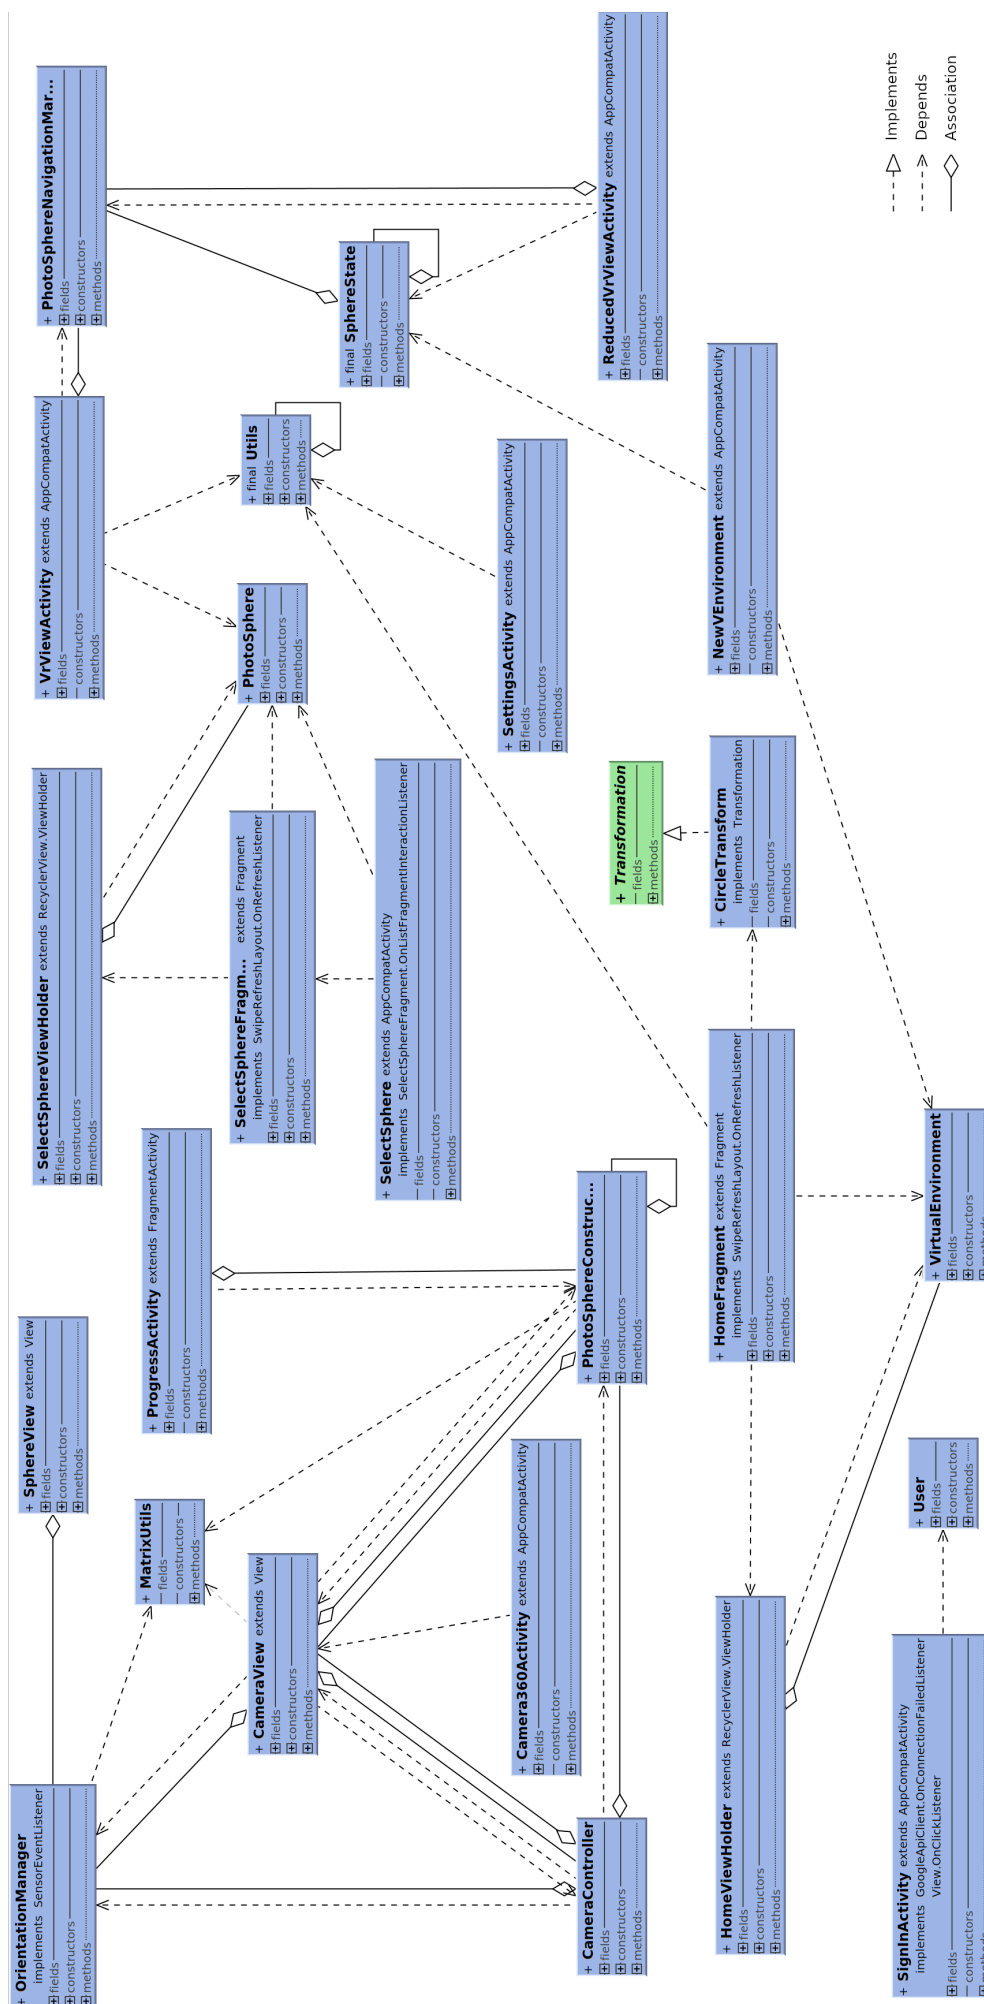 + OrientationManager
implements SensorEventListener
fields
constructors
methods
+ SphereView extends View
fields
constructors
methods
+ SelectSphereViewHolder extends RecyclerView.ViewHolder
fields
constructors
methods
+ VrViewActivity extends AppCompatActivity
fields
constructors
methods
+ PhotoSphereNavigationMar...
fields
constructors
methods
+ MatrixUtils
fields
constructors
methods
+ ProgressActivity extends FragmentActivity
fields
constructors
methods
+ CameraView extends View
fields
constructors
methods
+ SelectSphereFragm... extends Fragment
implements SwipeRefreshLayout.OnRefreshListener
fields
constructors
methods
+ PhotoSphere
fields
constructors
methods
+ final Utils
fields
constructors
methods
+ final SphereState
fields
constructors
methods
+ SelectSphere extends AppCompatActivity
implements SelectSphereFragment.OnListFragmentInteractionListener
fields
constructors
methods
+ Camera360Activity extends AppCompatActivity
fields
constructors
methods
+ SettingsActivity extends AppCompatActivity
fields
constructors
methods
+ CameraController
fields
constructors
methods
+ PhotoSphereConstruc...
fields
constructors
methods
+ Transformation
fields
methods
+ ReducedVrViewActivity extends AppCompatActivity
fields
constructors
methods
+ HomeViewHolder extends RecyclerView.ViewHolder
fields
constructors
methods
+ HomeFragment extends Fragment
implements SwipeRefreshLayout.OnRefreshListener
fields
constructors
methods
+ CircleTransform
implements Transformation
fields
constructors
methods
+ NewVEnvironment extends AppCompatActivity
fields
constructors
methods
+ SignInActivity extends AppCompatActivity
implements GoogleApiClient.OnConnectionFailedListener
View.OnClickListener
fields
constructors
methods
+ User
fields
constructors
methods
+ VirtualEnvironment
fields
constructors
methods
Implements
Depends
Association